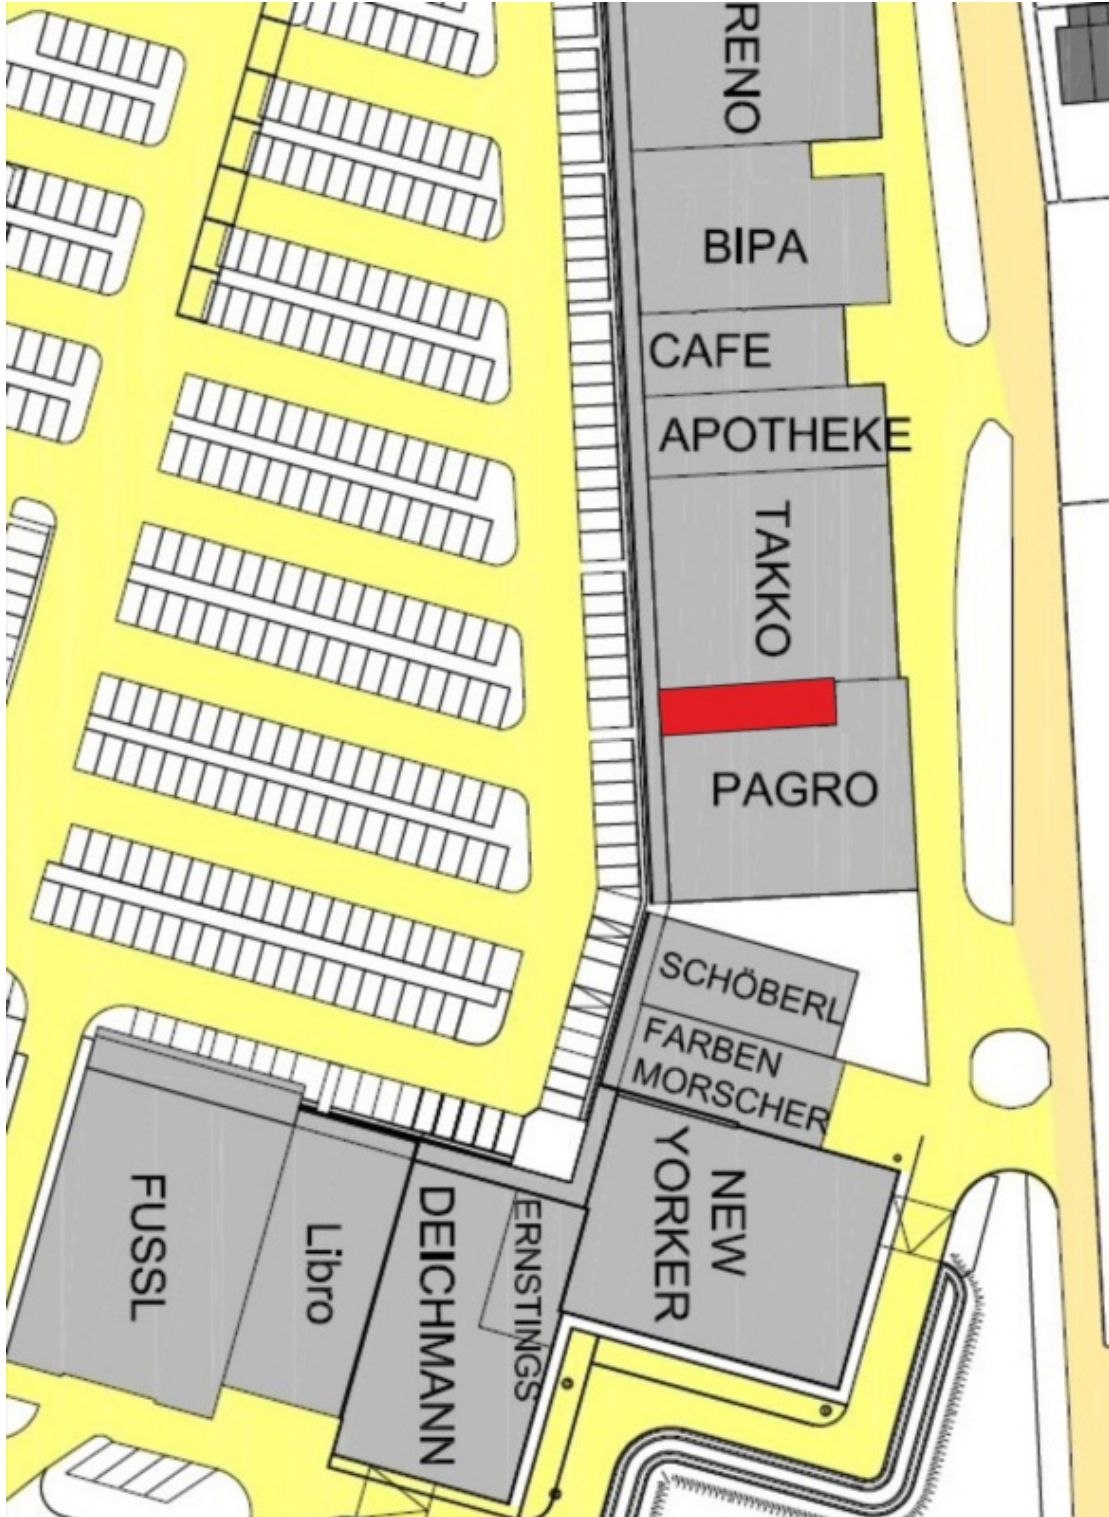 RENO
BIPA
CAFE
APOTHEKE
TAKKO
PAGRO
SCHÖBERL
FARBEN
MORSCHER
NEW
YORKER
ERNSTINGS
DEICHMANN
Libro
FUSSL